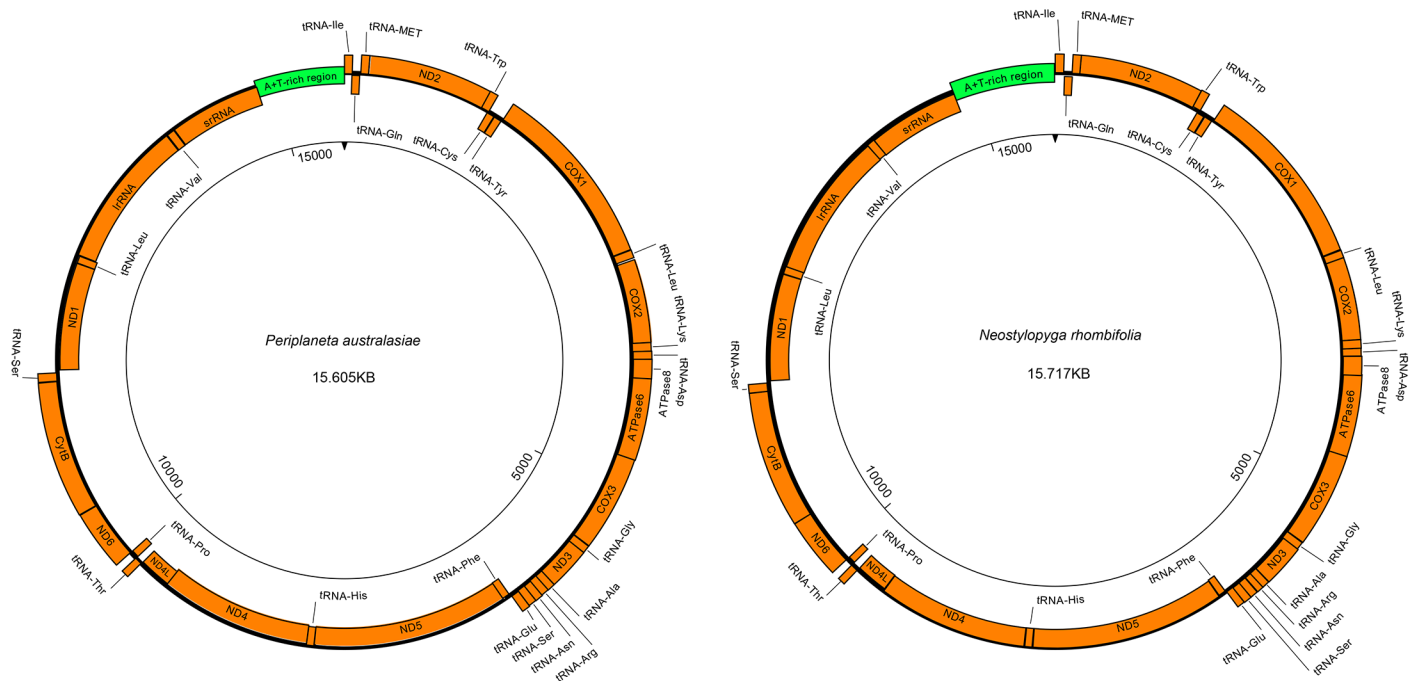 tRNA-Ile
tRNA-MET
ND2
tRNA-Trp
A+T-rich region
tRNA-Gln
tRNA-Cys
tRNA-Tyr
COX1
tRNA-Leu
COX2
tRNA-Lys
tRNA-Asp
ATPase8
ATPase6
COX3
tRNA-Gly
ND3
tRNA-Ala
tRNA-Arg
tRNA-Asn
tRNA-Ser
tRNA-Glu
tRNA-Phe
ND5
tRNA-His
ND4
ND4L
tRNA-Pro
tRNA-Thr
ND6
CytB
tRNA-Ser
ND1
tRNA-Leu
lrRNA
tRNA-Val
srRNA
15000
5000
10000
Periplaneta australasiae
15.605KB
tRNA-Ile
tRNA-MET
ND2
tRNA-Trp
A+T-rich region
tRNA-Gln
tRNA-Cys
tRNA-Tyr
COX1
tRNA-Leu
COX2
tRNA-Lys
tRNA-Asp
ATPase8
ATPase6
COX3
tRNA-Gly
ND3
tRNA-Ala
tRNA-Arg
tRNA-Asn
tRNA-Ser
tRNA-Glu
tRNA-Phe
ND5
tRNA-His
ND4
ND4L
tRNA-Pro
tRNA-Thr
ND6
CytB
tRNA-Ser
ND1
tRNA-Leu
lrRNA
tRNA-Val
srRNA
15000
5000
10000
Neostylopyga rhombifolia
15.717KB